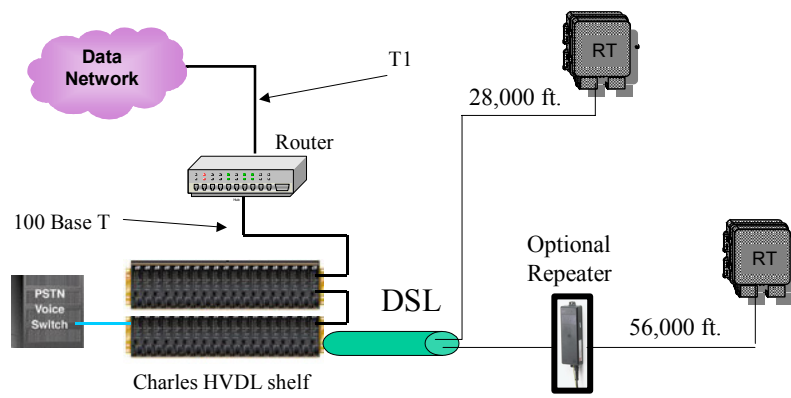 Data
Network
T1
RT
28,000 ft.
Router
100 Base T
Optional
Repeater
RT
PSTN
Voice
Switch
DSL
56,000 ft.
Charles HVDL shelf